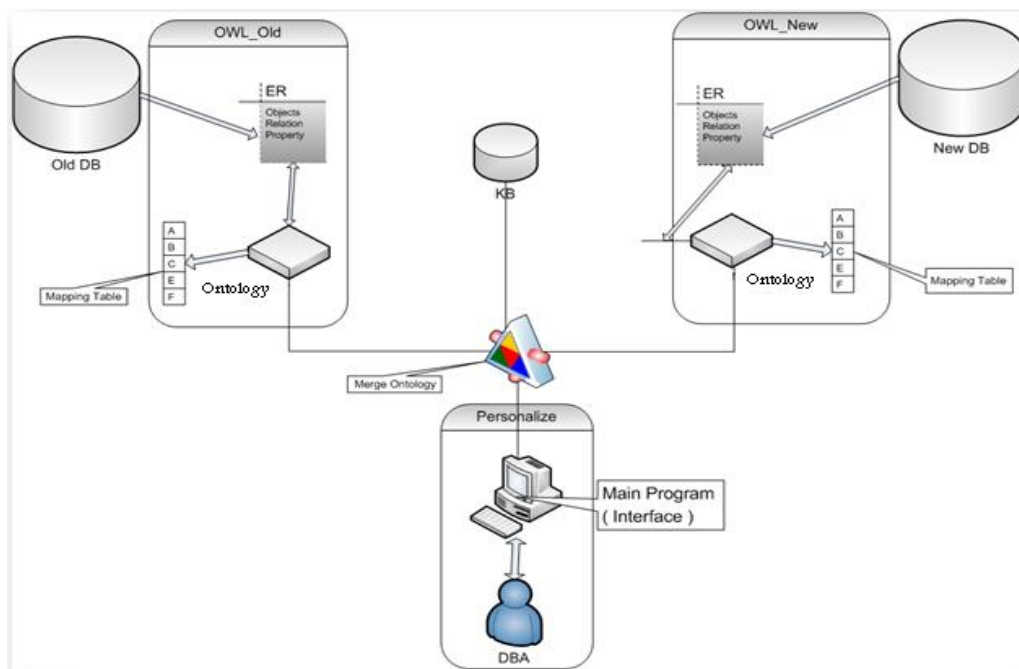 OWL_Old
ER
Objects
Relation
Property
Old DB
A
B
C
E
F
Mapping Table
Ontology
KB
OWL_New
ER
Objects
Relation
Property
New DB
Ontology
A
B
C
E
F
Mapping Table
Merge Ontology
Personalize
Main Program
( Interface )
DBA